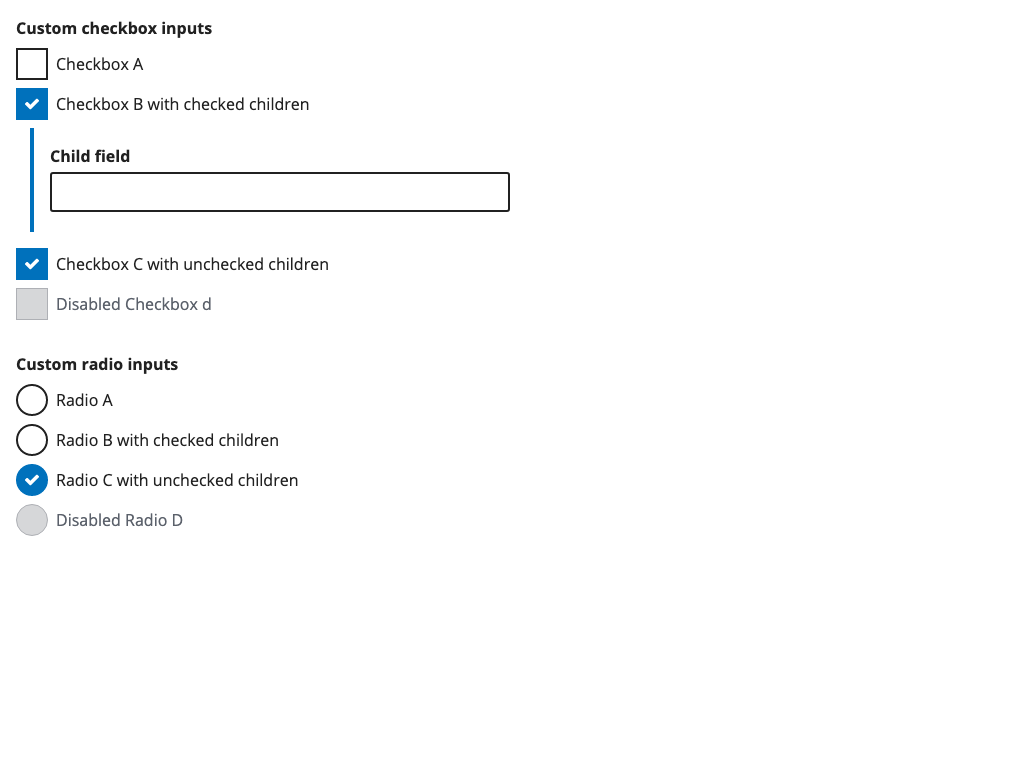 Custom checkbox inputs
Checkbox A
Checkbox B with checked children
Child field
Checkbox C with unchecked children
Disabled Checkbox d
Custom radio inputs
Radio A
Radio B with checked children
Radio C with unchecked children
Disabled Radio D